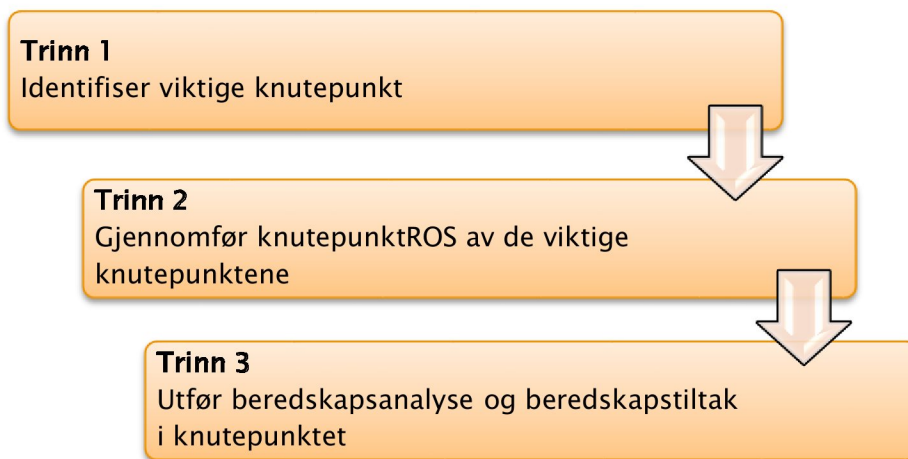 Trinn 1
Identifiser viktige knutepunkt
Trinn 2
Gjennomfør knutepunktROS av de viktige
knutepunktene
Trinn 3
Utfør beredskapsanalyse og beredskapstiltak
i knutepunktet